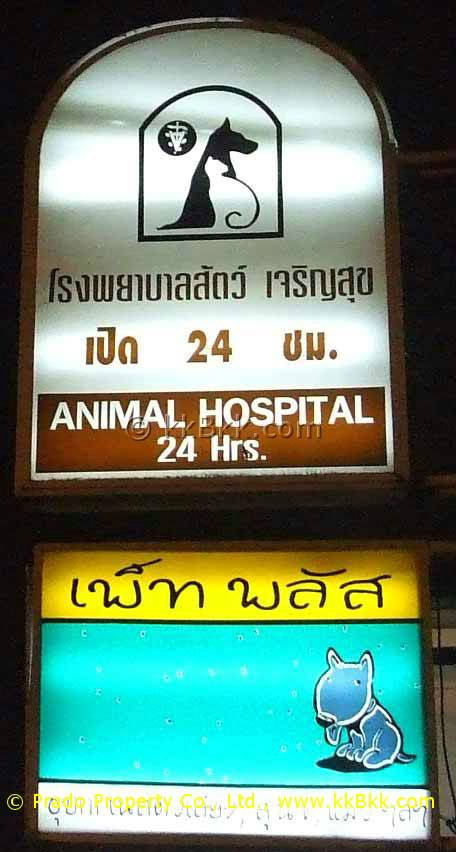 โรงพยาบาลสัตว์ เจริญสุข
เปิด 24 ชม.
ANIMAL HOSPITAL
© kkBkk.com
24 Hrs.
เพ็ท พลัส
© Prado Property Co., Ltd., www.kkBkk.com